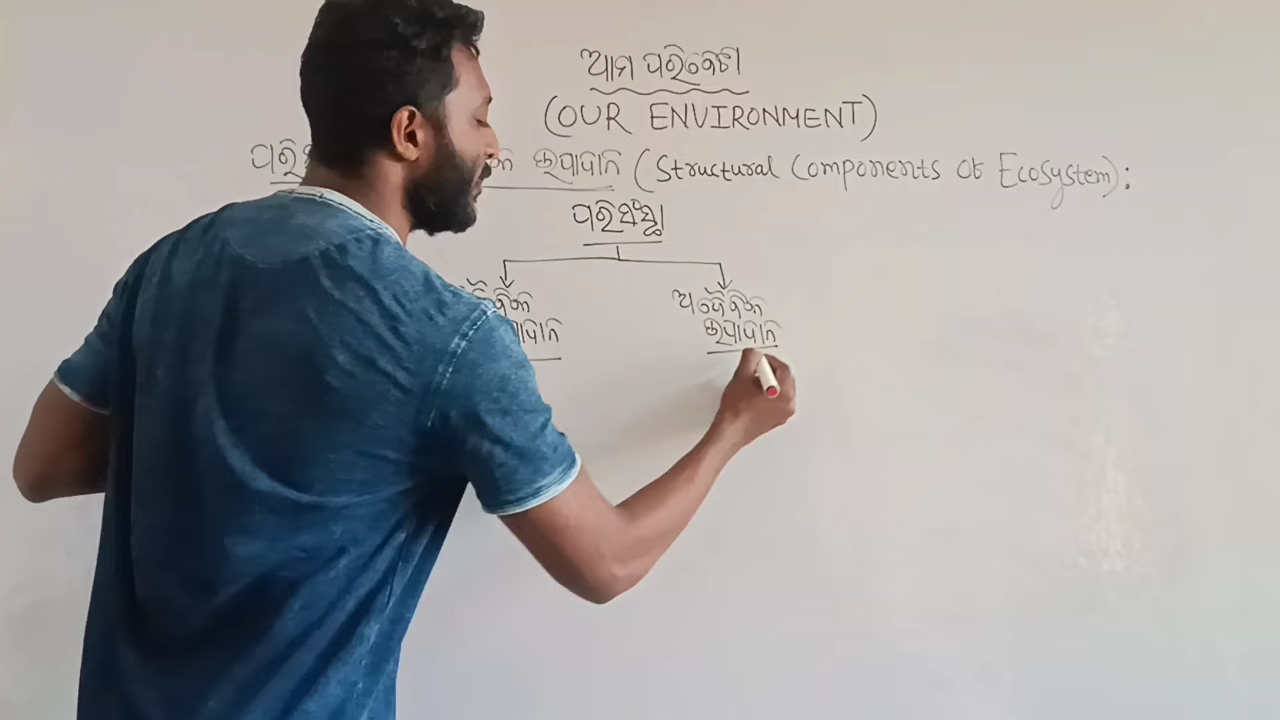 ଆମ ପରିବେଶ
(OUR ENVIRONMENT)
ଉପାଦାନ (Structural Components of Ecosystem):
ପରିସଂସ୍ଥା
ଅଜୈବିକ
ଉପାଦାନ